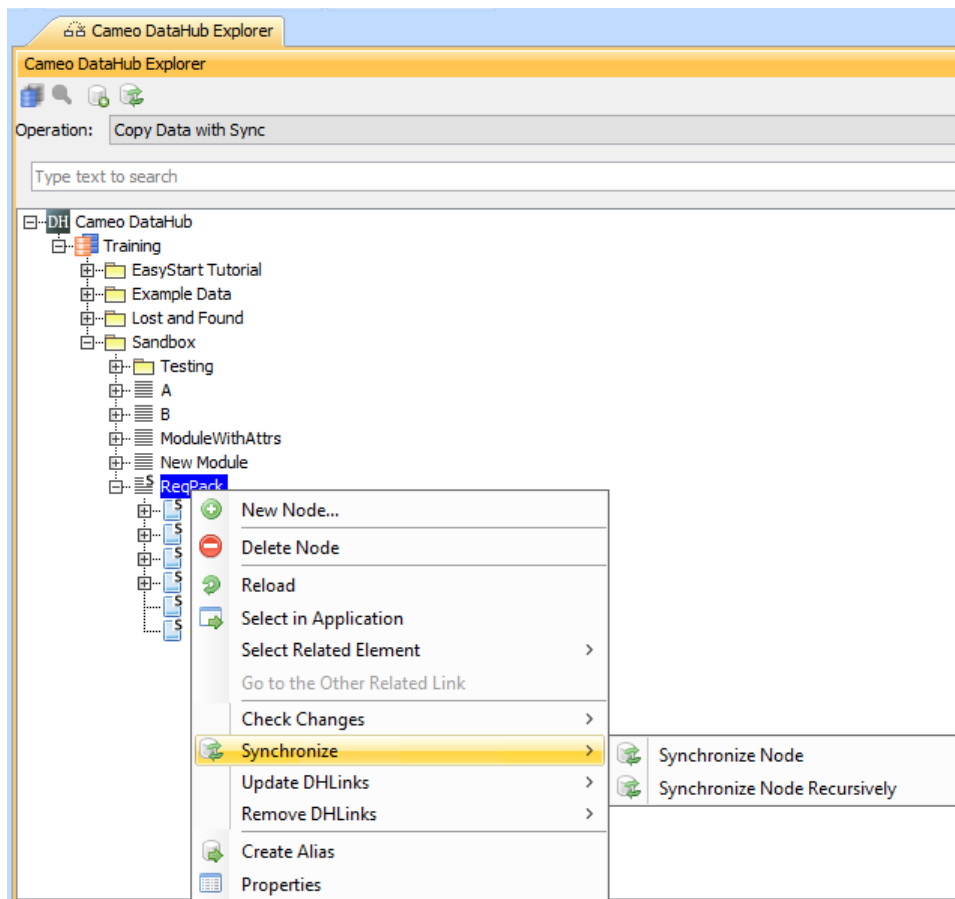 Cameo DataHub Explorer
Cameo DataHub Explorer
Operation: Copy Data with Sync
Type text to search
DH Cameo DataHub
Training
EasyStart Tutorial
Example Data
Lost and Found
Sandbox
Testing
A
B
ModuleWithAttrs
New Module
S ReqPack
S
S
S
S
S
S
New Node...
Delete Node
Reload
Select in Application
Select Related Element
Go to the Other Related Link
Check Changes
Synchronize
Synchronize Node
Synchronize Node Recursively
Update DHLinks
Remove DHLinks
Create Alias
Properties